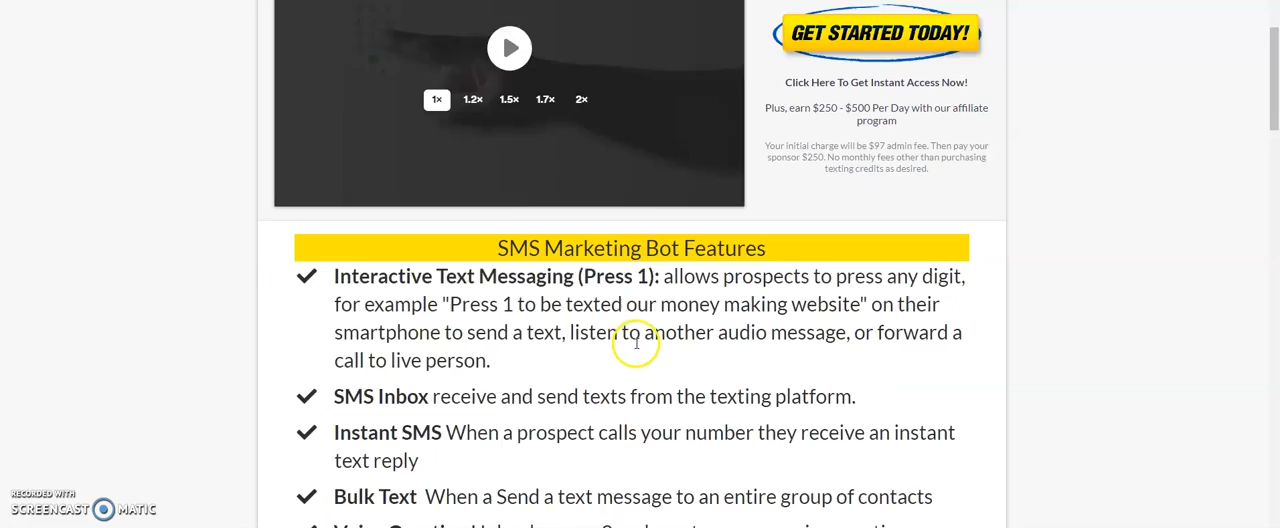 1×
1.2×
1.5×
1.7×
2×
GET STARTED TODAY!
Click Here To Get Instant Access Now!
Plus, earn $250 - $500 Per Day with our affiliate
program
Your initial charge will be $97 admin fee. Then pay your
sponsor $250. No monthly fees other than purchasing
texting credits as desired.
SMS Marketing Bot Features
Interactive Text Messaging (Press 1): allows prospects to press any digit,
for example "Press 1 to be texted our money making website" on their
smartphone to send a text, listen to another audio message, or forward a
call to live person.
SMS Inbox receive and send texts from the texting platform.
Instant SMS When a prospect calls your number they receive an instant
text reply
Bulk Text When a Send a text message to an entire group of contacts
RECORDED WITH
SCREENCAST MATIC